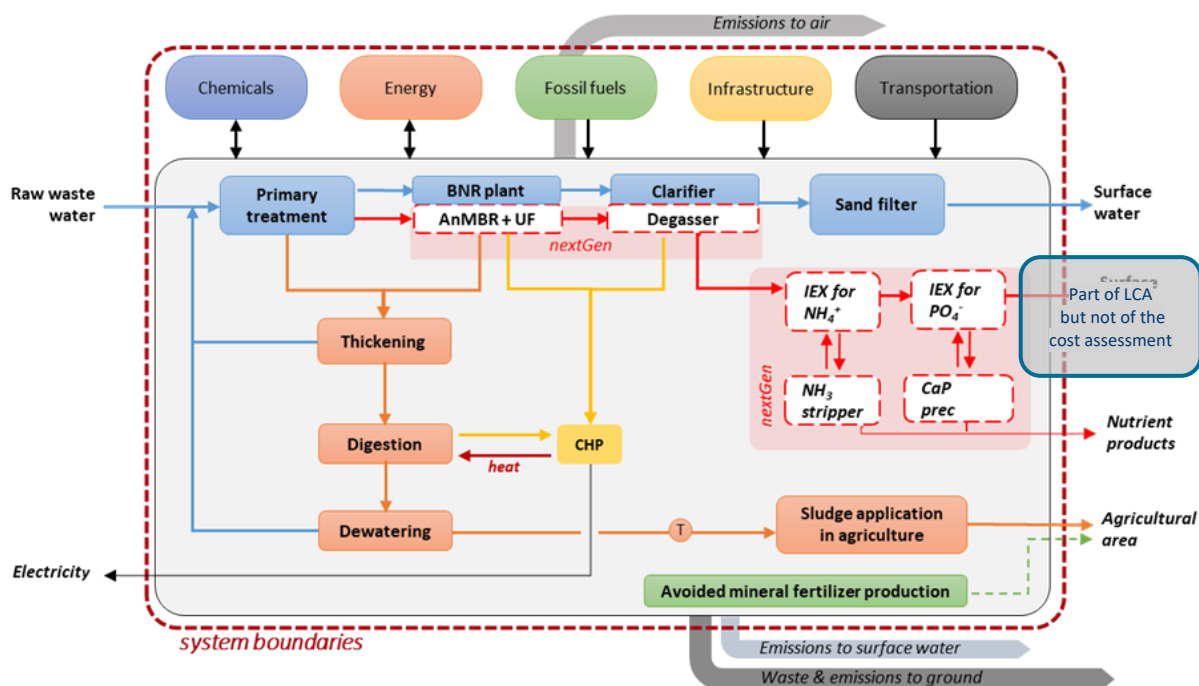 Emissions to air
Chemicals
Energy
Fossil fuels
Infrastructure
Transportation
Raw waste
water
Primary
treatment
BNR plant
Clarifier
Sand filter
Surface
water
AnMBR + UF
Degasser
nextGen
IEX for
NH₄⁺
IEX for
PO₄⁻
Surface
Part of LCA
but not of the
cost assessment
Thickening
nextGen
NH₃
stripper
CaP
prec
Nutrient
products
Digestion
heat
CHP
Dewatering
T
Sludge application
in agriculture
Agricultural
area
Electricity
Avoided mineral fertilizer production
system boundaries
Emissions to surface water
Waste & emissions to ground